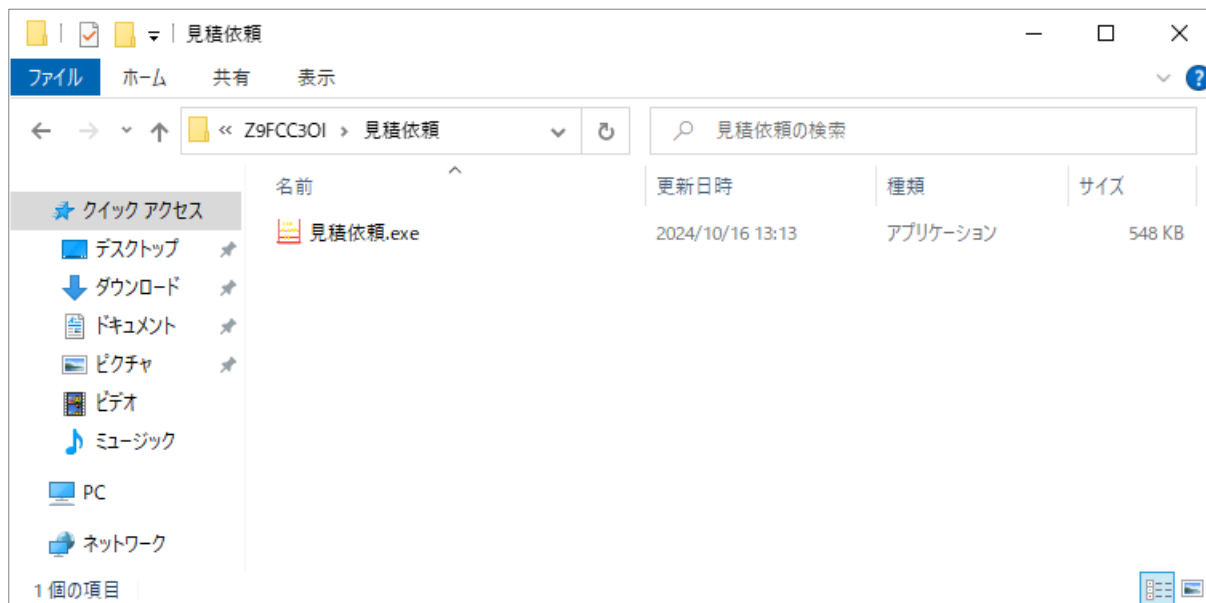 見積依頼
ファイル ホーム 共有 表示 ?
« Z9FCC3OI › 見積依頼 見積依頼の検索
名前 更新日時 種類 サイズ
クイック アクセス
見積依頼.exe 2024/10/16 13:13 アプリケーション 548 KB
デスクトップ
ダウンロード
ドキュメント
ピクチャ
ビデオ
ミュージック
PC
ネットワーク
1 個の項目